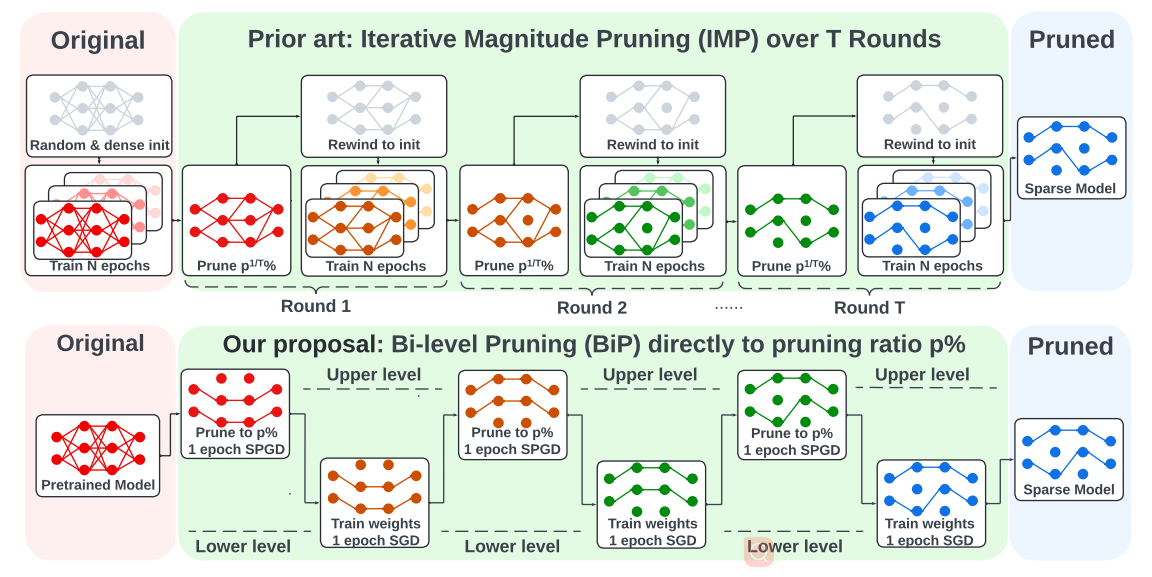 Original
Prior art: Iterative Magnitude Pruning (IMP) over T Rounds
Pruned
Random & dense init
Rewind to init
Rewind to init
Rewind to init
Sparse Model
Train N epochs
Prune p1/T%
Train N epochs
Prune p1/T%
Train N epochs
Prune p1/T%
Train N epochs
Round 1
Round 2
......
Round T
Original
Our proposal: Bi-level Pruning (BiP) directly to pruning ratio p%
Pruned
Upper level
Upper level
Upper level
Prune to p%
1 epoch SPGD
Prune to p%
1 epoch SPGD
Prune to p%
1 epoch SPGD
Pretrained Model
Sparse Model
Train weights
1 epoch SGD
Train weights
1 epoch SGD
Train weights
1 epoch SGD
Lower level
Lower level
Lower level